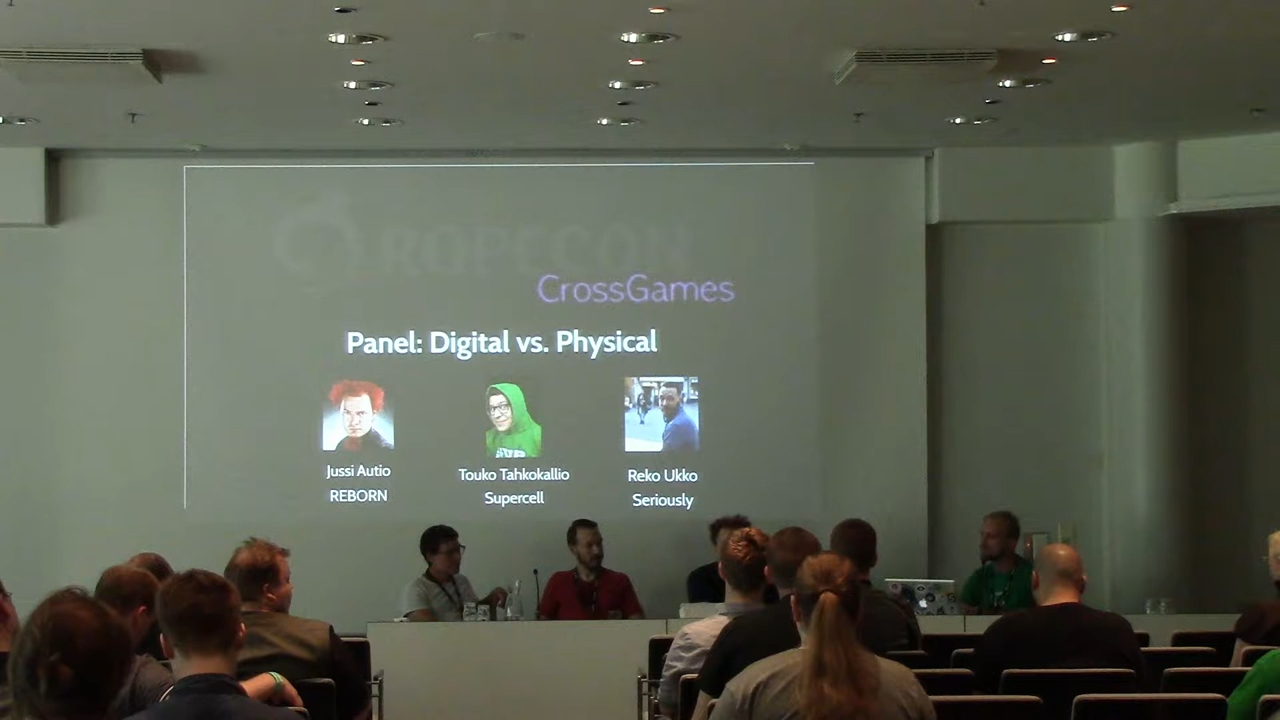 ROPECON
CrossGames
Panel: Digital vs. Physical
Jussi Autio
REBORN
Touko Tahkokallio
Supercell
Reko Ukko
Seriously